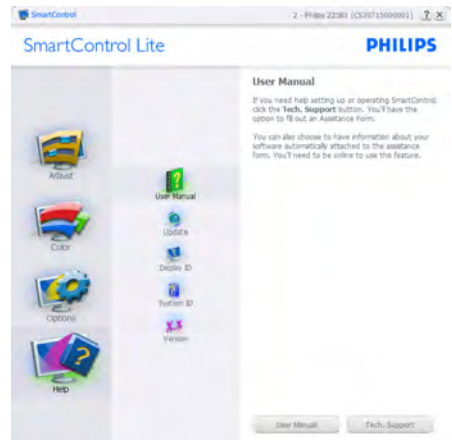 SmartControl
2 - Philips 225B1 (CS30715000001) ? X
SmartControl Lite
PHILIPS
User Manual
If you need help setting up or operating SmartControl,
click the Tech. Support button. You'll have the
option to fill out an Assistance Form.
You can also choose to have information about your
software automatically attached to the assistance
form. You'll need to be online to use this feature.
Adjust
Color
Options
Help
User Manual
Update
Display ID
System ID
X.X
Version
User Manual
Tech. Support